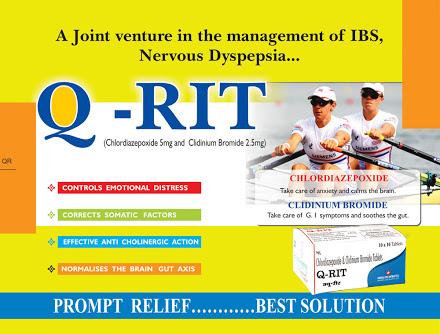 A Joint venture in the management of IBS,
Nervous Dyspepsia...
Q -RIT
(Chlordiazepoxide 5mg and Clidinium Bromide 2.5mg)
QR
SIEMENS
CONTROLS EMOTIONAL DISTRESS
CORRECTS SOMATIC FACTORS
EFFECTIVE ANTI CHOLINERGIC ACTION
NORMALISES THE BRAIN GUT AXIS
CHLORDIAZEPOXIDE
Take care of anxiety and calms the brain.
CLIDINIUM BROMIDE
Take care of G. I symptoms and soothes the gut.
10 x 10 Tablets
Chlordiazepoxide & Clidinium Bromide Tablets
Q-RIT
क्यू-रीट
PROMPT RELIEF............BEST SOLUTION